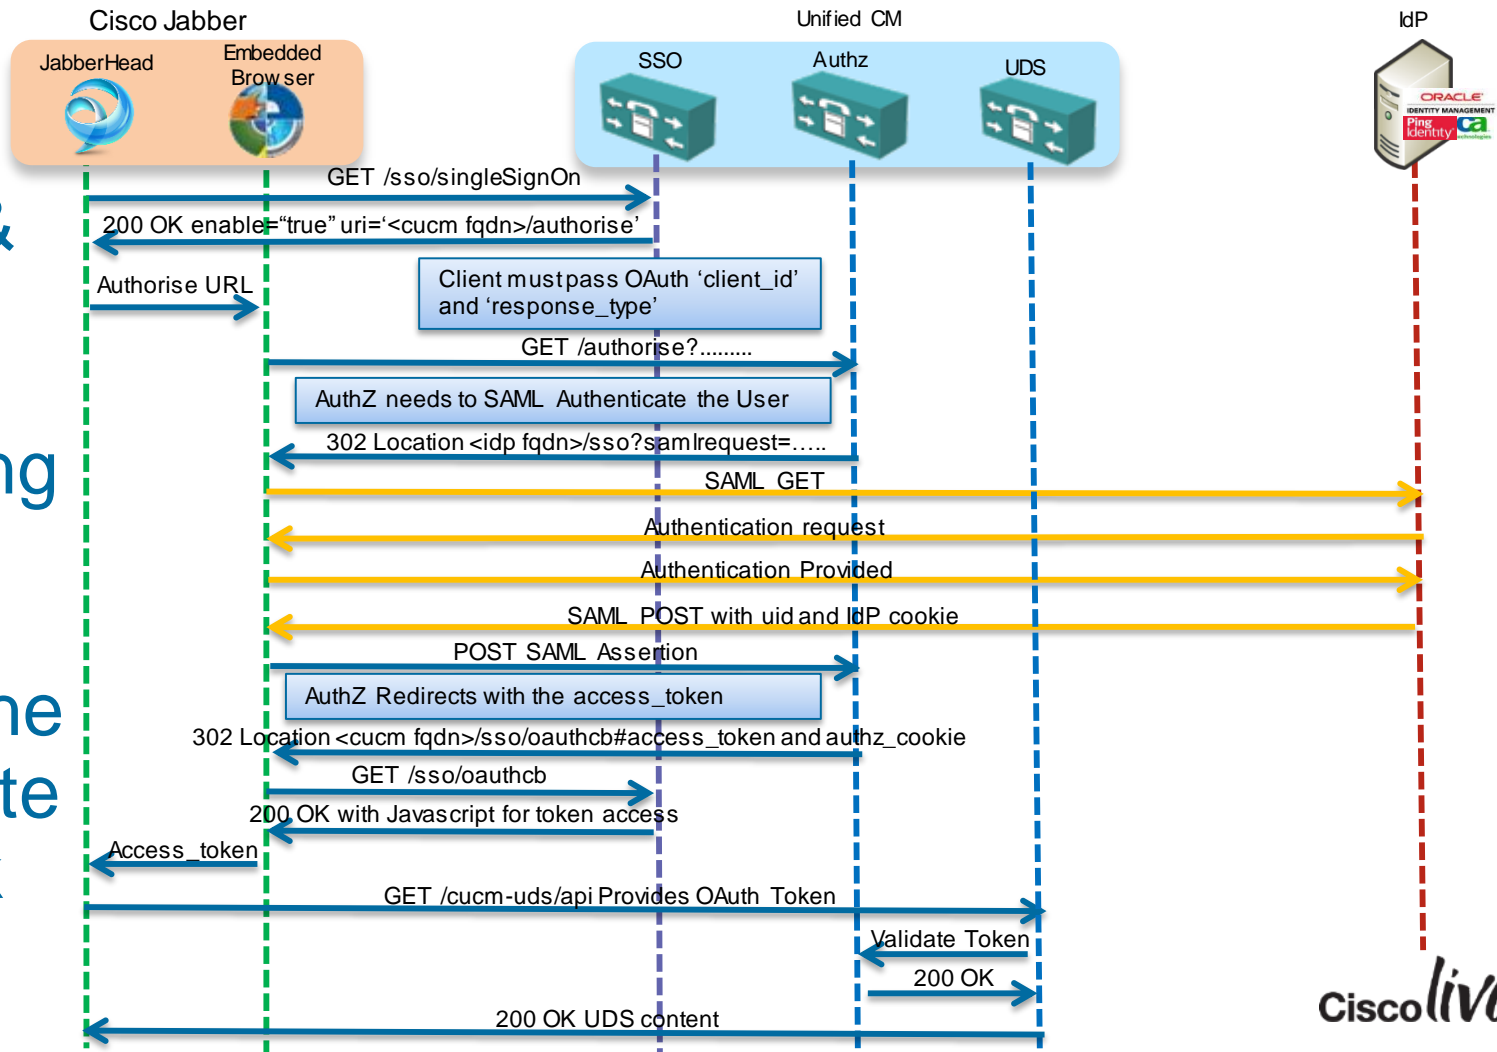 Cisco Jabber
Unified CM
IdP
JabberHead
Embedded
Browser
SSO
Authz
UDS
ORACLE
IDENTITY MANAGEMENT
Ping
Identity
ca
technologies
GET /sso/singleSignOn
&
200 OK enable=“true” uri=‘<cucm fqdn>/authorise’
Authorise URL
Client must pass OAuth ‘client_id’
and ‘response_type’
GET /authorise?.........
AuthZ needs to SAML Authenticate the User
302 Location <idp fqdn>/sso?samlrequest=…..
ng
SAML GET
Authentication request
Authentication Provided
SAML POST with uid and IdP cookie
POST SAML Assertion
AuthZ Redirects with the access_token
ne
302 Location <cucm fqdn>/sso/oauthcb#access_token and authz_cookie
GET /sso/oauthcb
te
200 OK with Javascript for token access
Access_token
GET /cucm-uds/api Provides OAuth Token
Validate Token
200 OK
Cisco live
200 OK UDS content